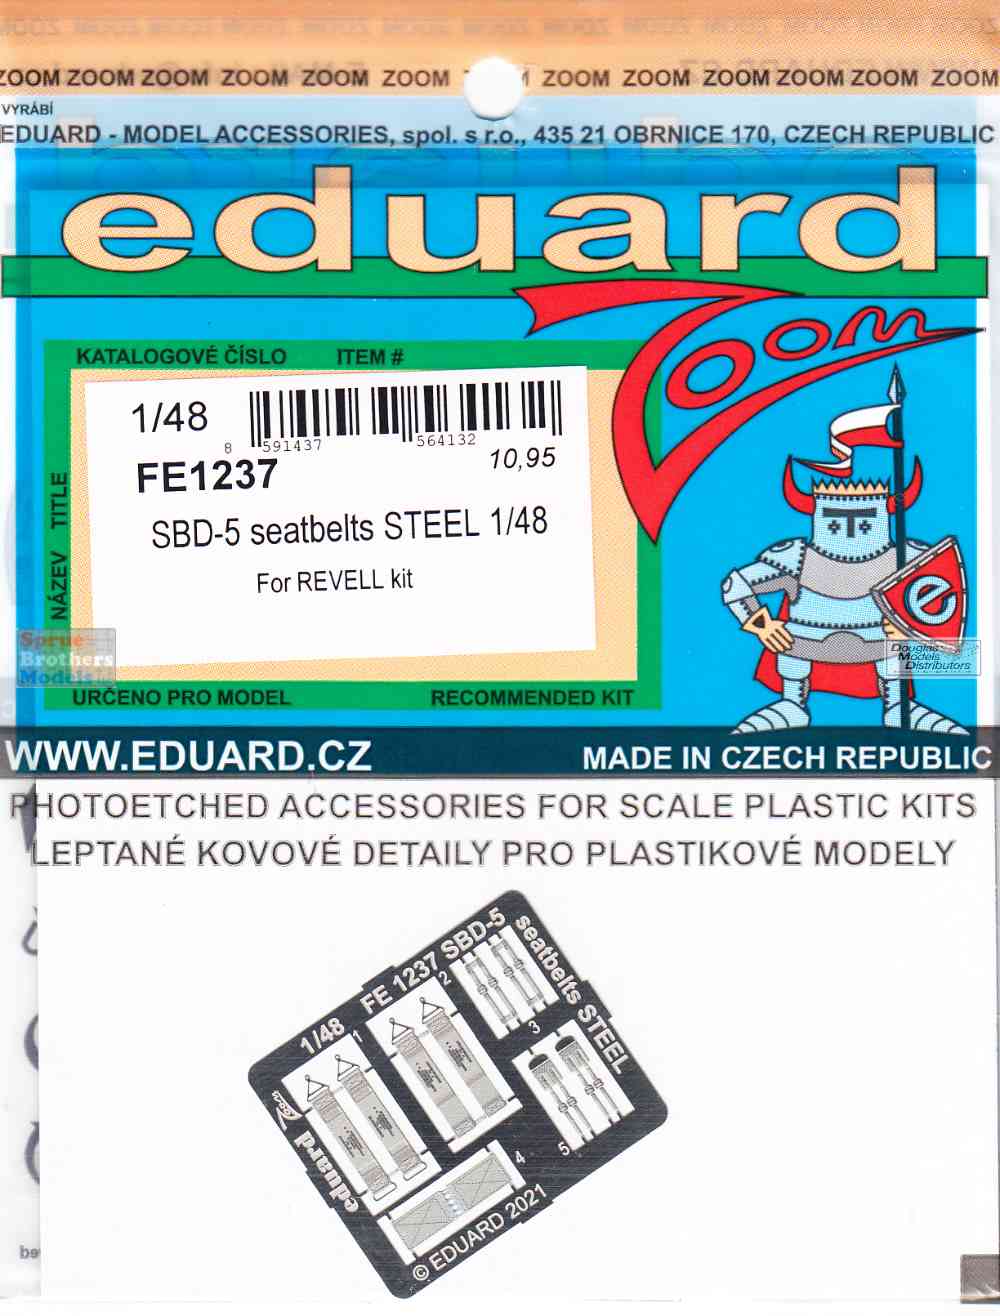 ZOOM ZOOM ZOOM ZOOM ZOOM ZOOM ZOOM ZOOM ZOOM ZOOM ZOOM ZOOM
VYRÁBÍ
EDUARD - MODEL ACCESSORIES, spol. s r.o., 435 21 OBRNICE 170, CZECH REPUBLIC
eduard
Zoom
KATALOGOVÉ ČÍSLO ITEM #
1/48
8 591437 564132
FE1237 10,95
SBD-5 seatbelts STEEL 1/48
For REVELL kit
NÁZEV TITLE
e
Sprue
Brothers
Models
Douglas
Models
Distributors
URČENO PRO MODEL RECOMMENDED KIT
WWW.EDUARD.CZ MADE IN CZECH REPUBLIC
PHOTOETCHED ACCESSORIES FOR SCALE PLASTIC KITS
LEPTANÉ KOVOVÉ DETAILY PRO PLASTIKOVÉ MODELY
1/48 FE 1237 SBD-5
seatbelts STEEL
1
2
3
4
5
Zoom
eduard
© EDUARD 2021